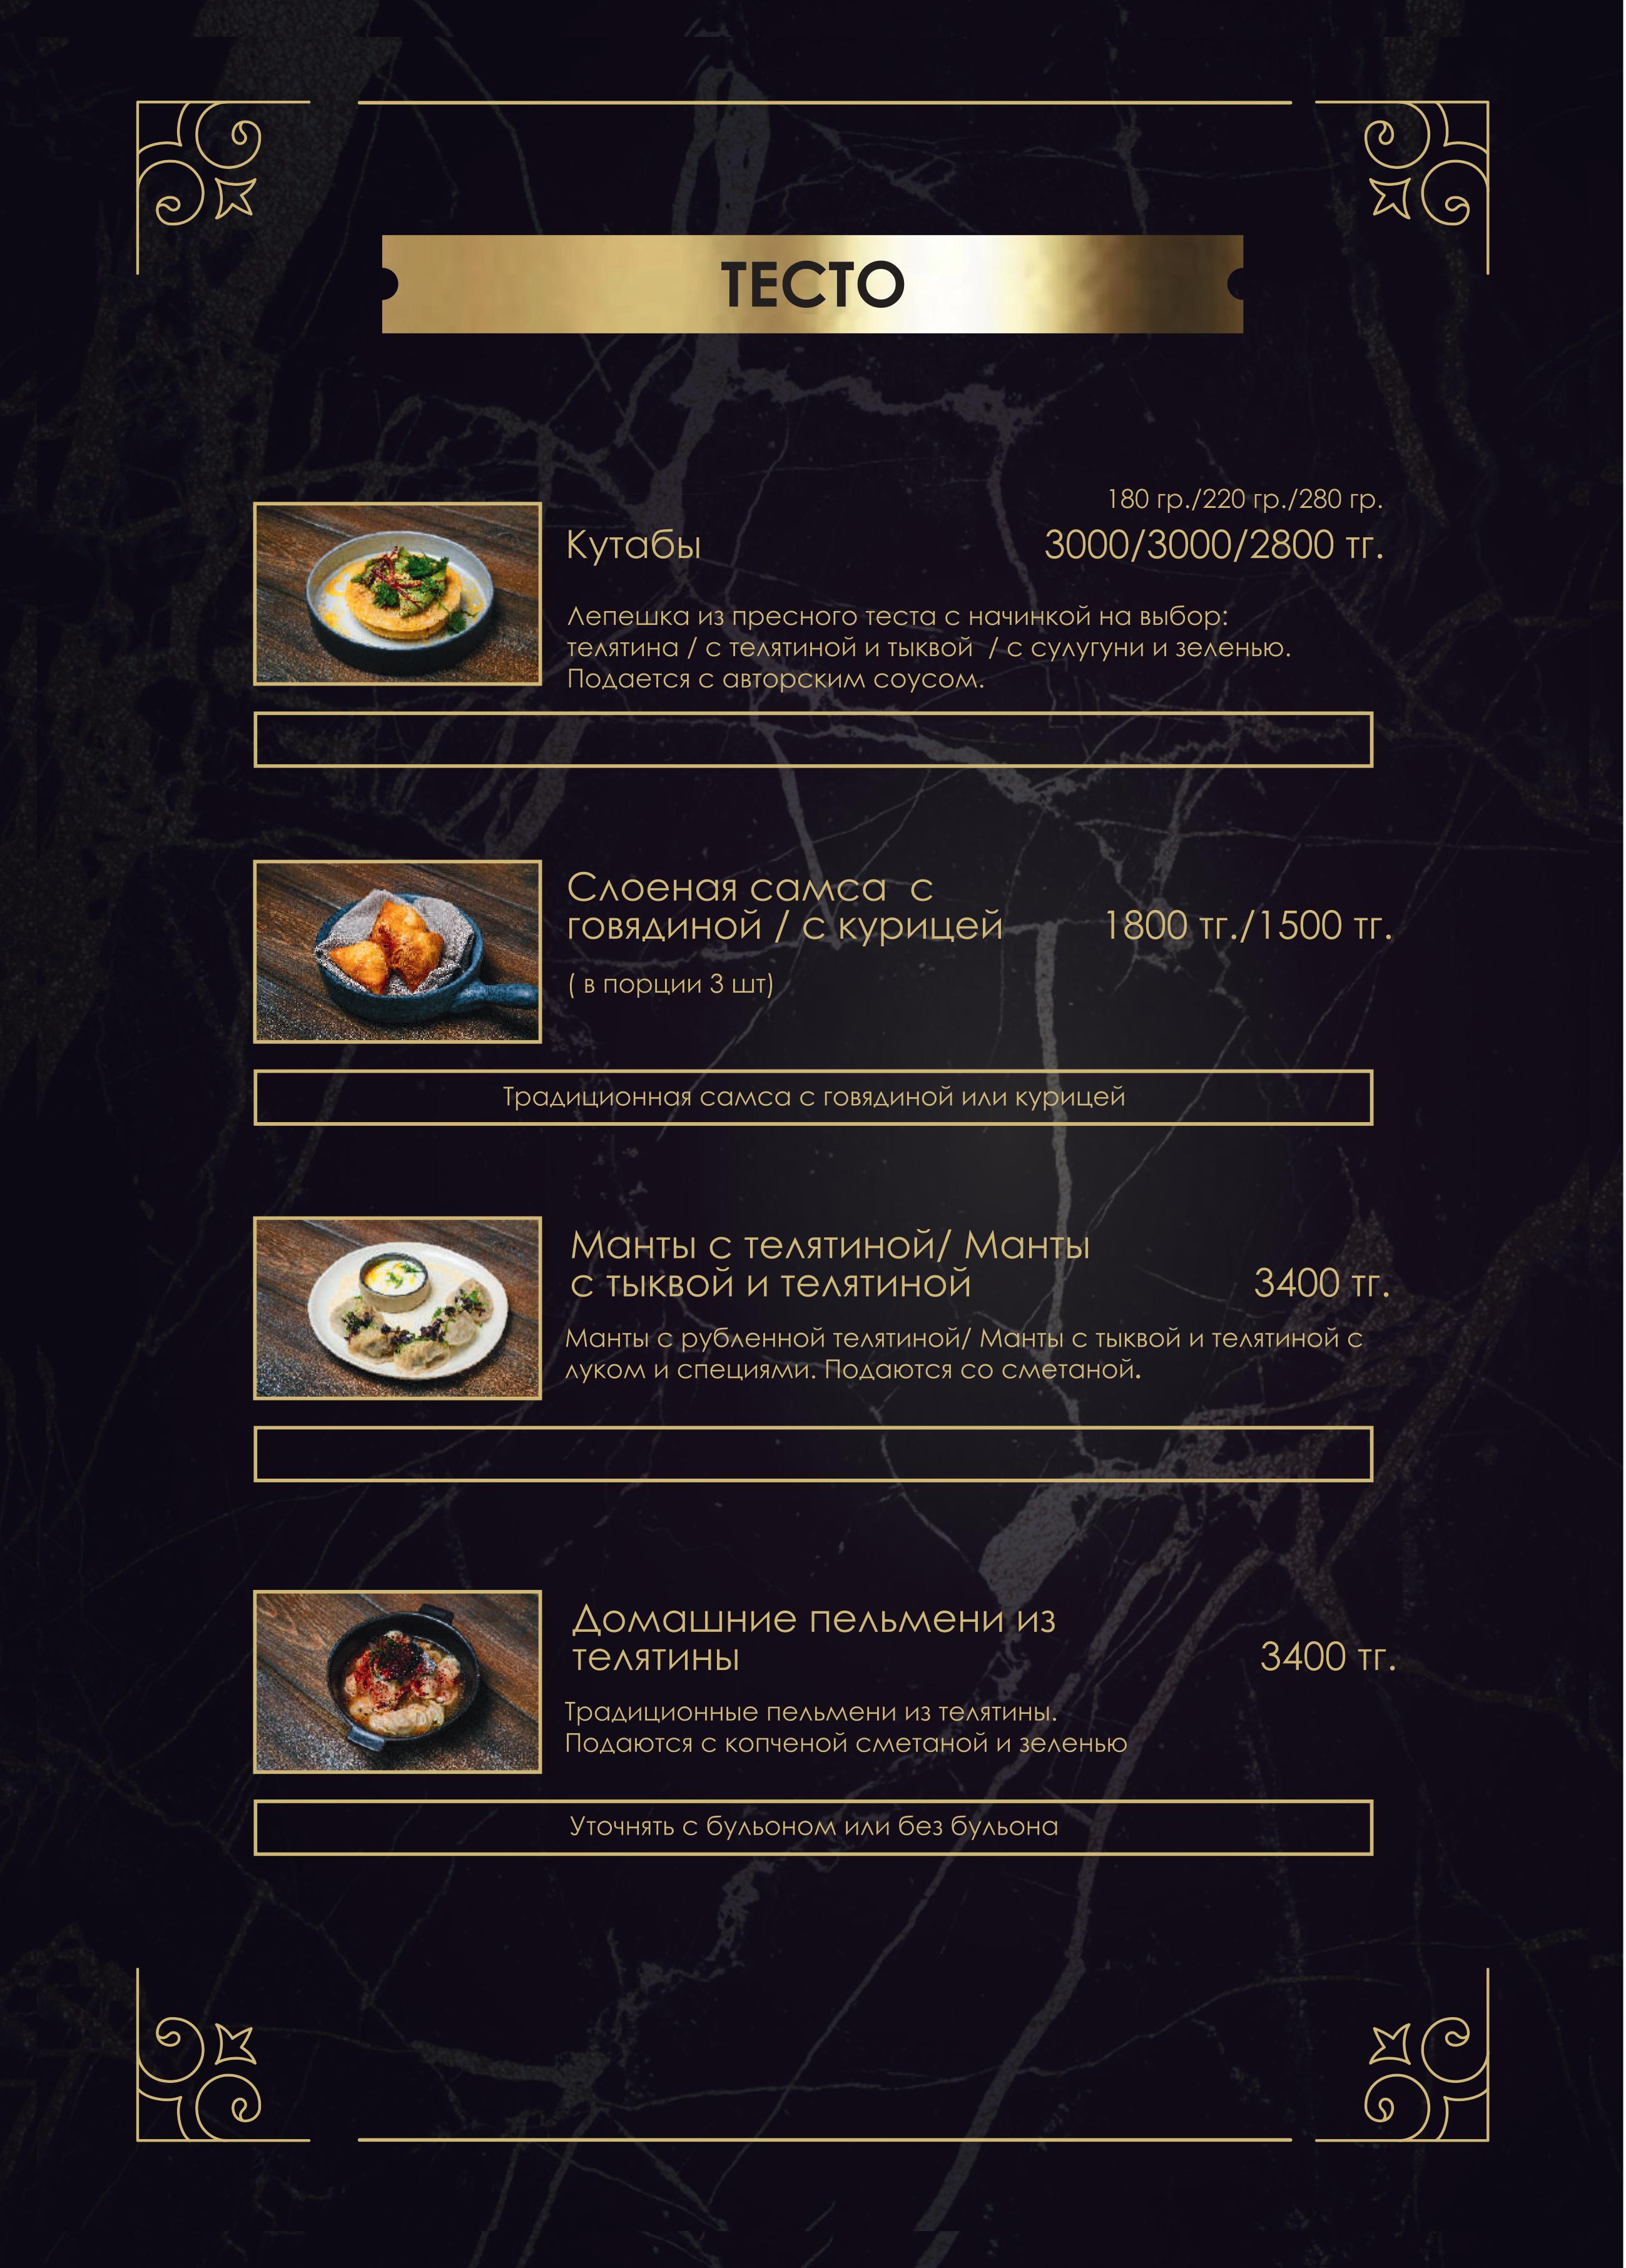 ТЕСТО
180 гр./220 гр./280 гр.
Кутабы 3000/3000/2800 тг.
Лепешка из пресного теста с начинкой на выбор:
телятина / с телятиной и тыквой / с сулугуни и зеленью.
Подается с авторским соусом.
Слоеная самса с
говядиной / с курицей 1800 тг./1500 тг.
( в порции 3 шт)
Традиционная самса с говядиной или курицей
Манты с телятиной/ Манты
с тыквой и телятиной 3400 тг.
Манты с рубленной телятиной/ Манты с тыквой и телятиной с
луком и специями. Подаются со сметаной.
Домашние пельмени из
телятины 3400 тг.
Традиционные пельмени из телятины.
Подаются с копченой сметаной и зеленью
Уточнять с бульоном или без бульона